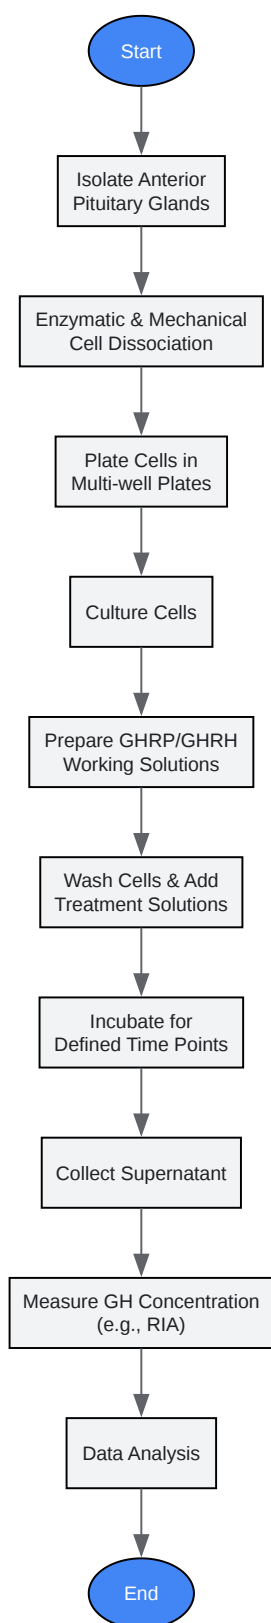 Start
Isolate Anterior
Pituitary Glands
Enzymatic & Mechanical
Cell Dissociation
Plate Cells in
Multi-well Plates
Culture Cells
Prepare GHRP/GHRH
Working Solutions
Wash Cells & Add
Treatment Solutions
Incubate for
Defined Time Points
Collect Supernatant
Measure GH Concentration
(e.g., RIA)
Data Analysis
End